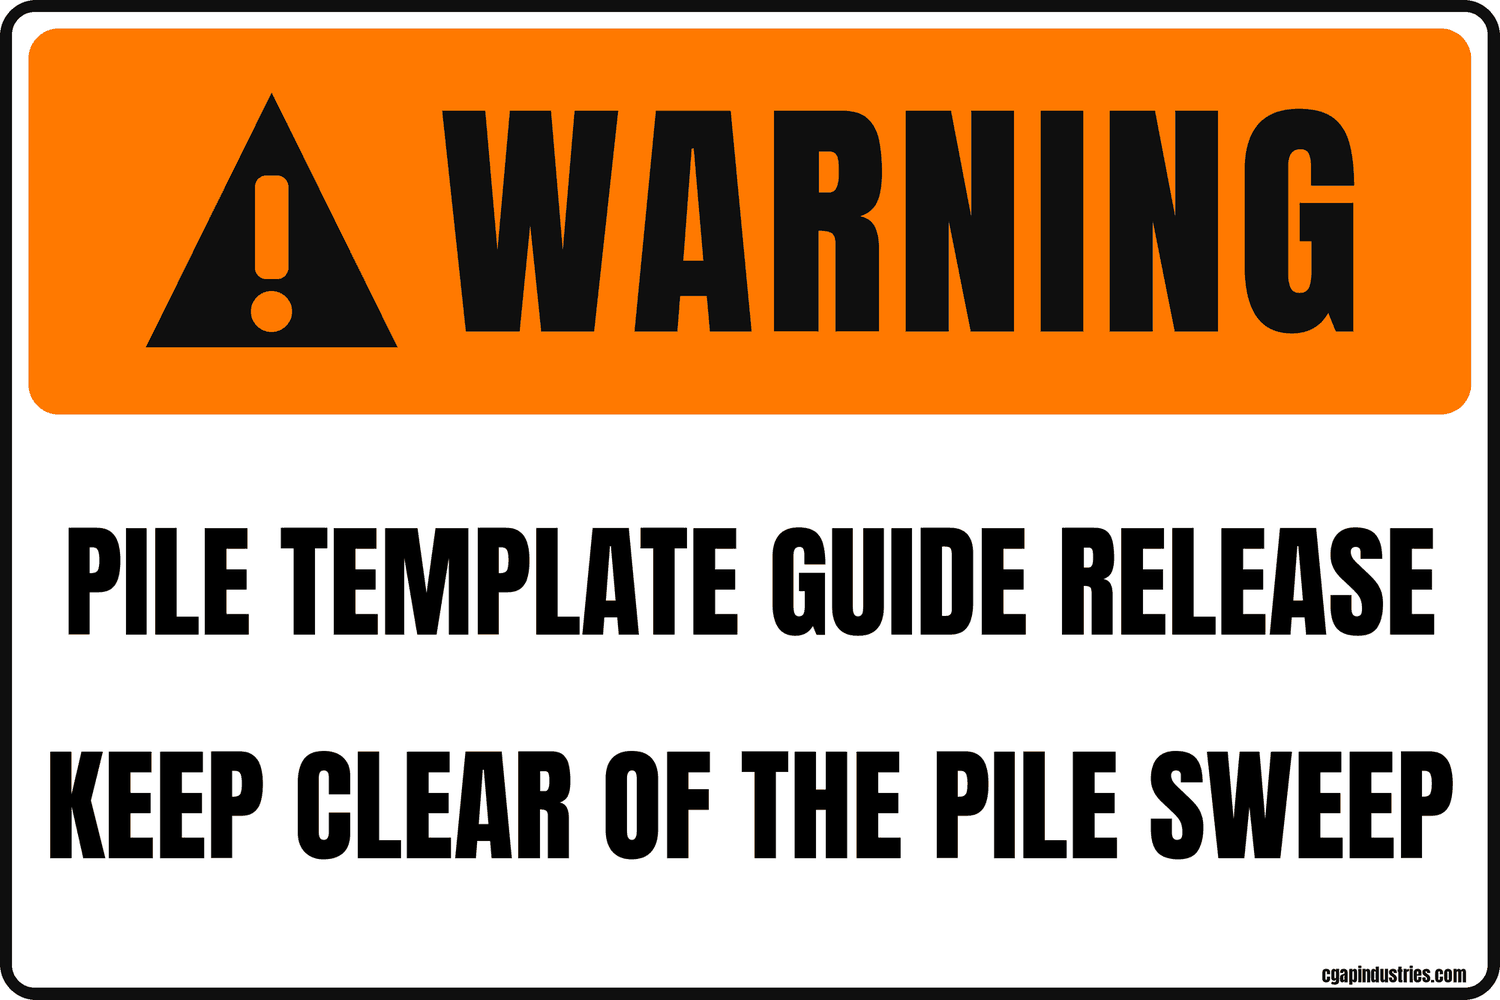 WARNING
PILE TEMPLATE GUIDE RELEASE
KEEP CLEAR OF THE PILE SWEEP
cgapindustries.com